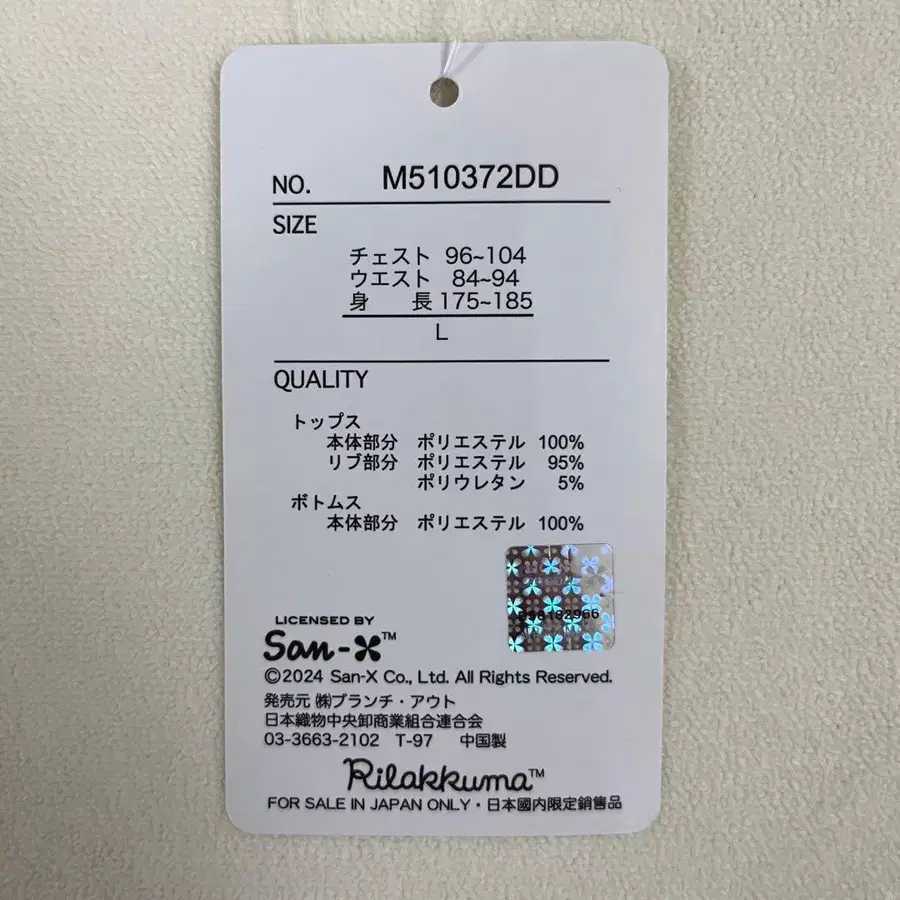 NO. M510372DD
SIZE
チェスト 96~104
ウエスト 84~94
身 長 175~185
L
QUALITY
トップス
本体部分 ポリエステル 100%
リブ部分 ポリエステル 95%
ポリウレタン 5%
ボトムス
本体部分 ポリエステル 100%
LICENSED BY
San-X™
©2024 San-X Co., Ltd. All Rights Reserved.
発売元 ㈱ブランチ・アウト
日本織物中央卸商業組合連合会
03-3663-2102 T-97 中国製
Rilakkuma™
FOR SALE IN JAPAN ONLY・日本國内限定銷售品